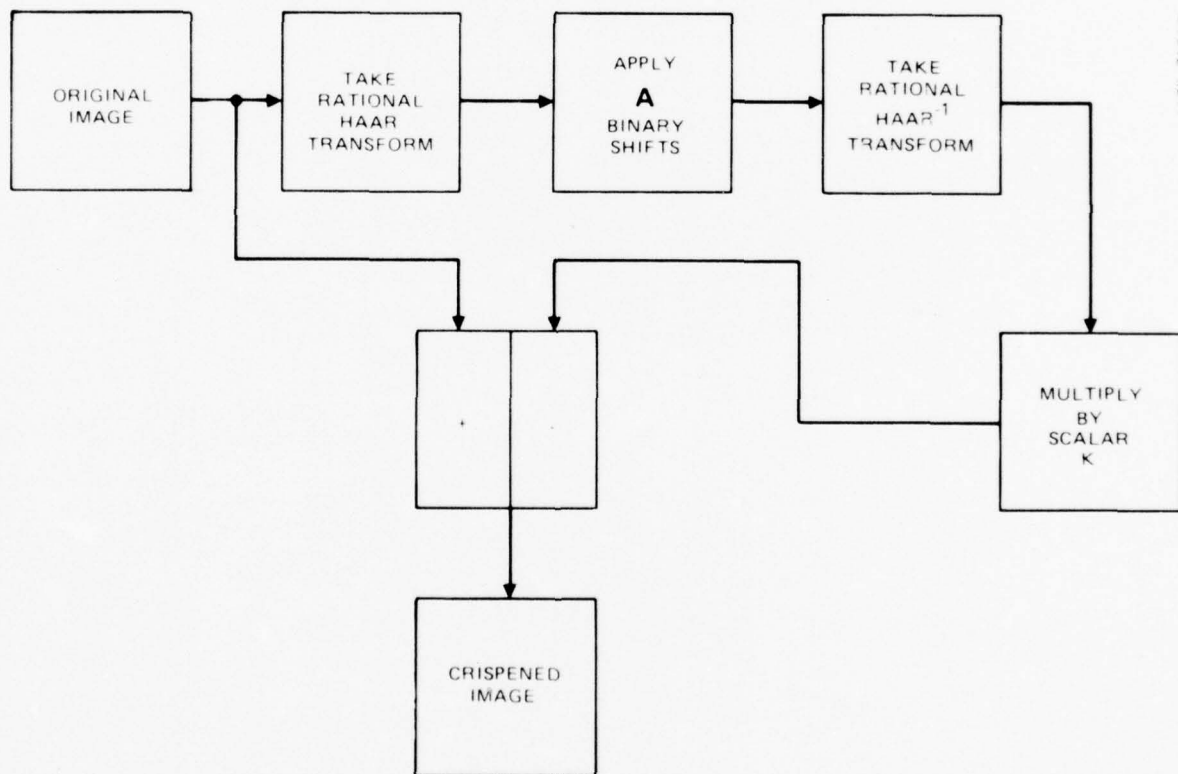 ORIGINAL
IMAGE
TAKE
RATIONAL
HAAR
TRANSFORM
APPLY
A
BINARY
SHIFTS
TAKE
RATIONAL
HAAR⁻¹
TRANSFORM
+
MULTIPLY
BY
SCALAR
K
CRISPENED
IMAGE